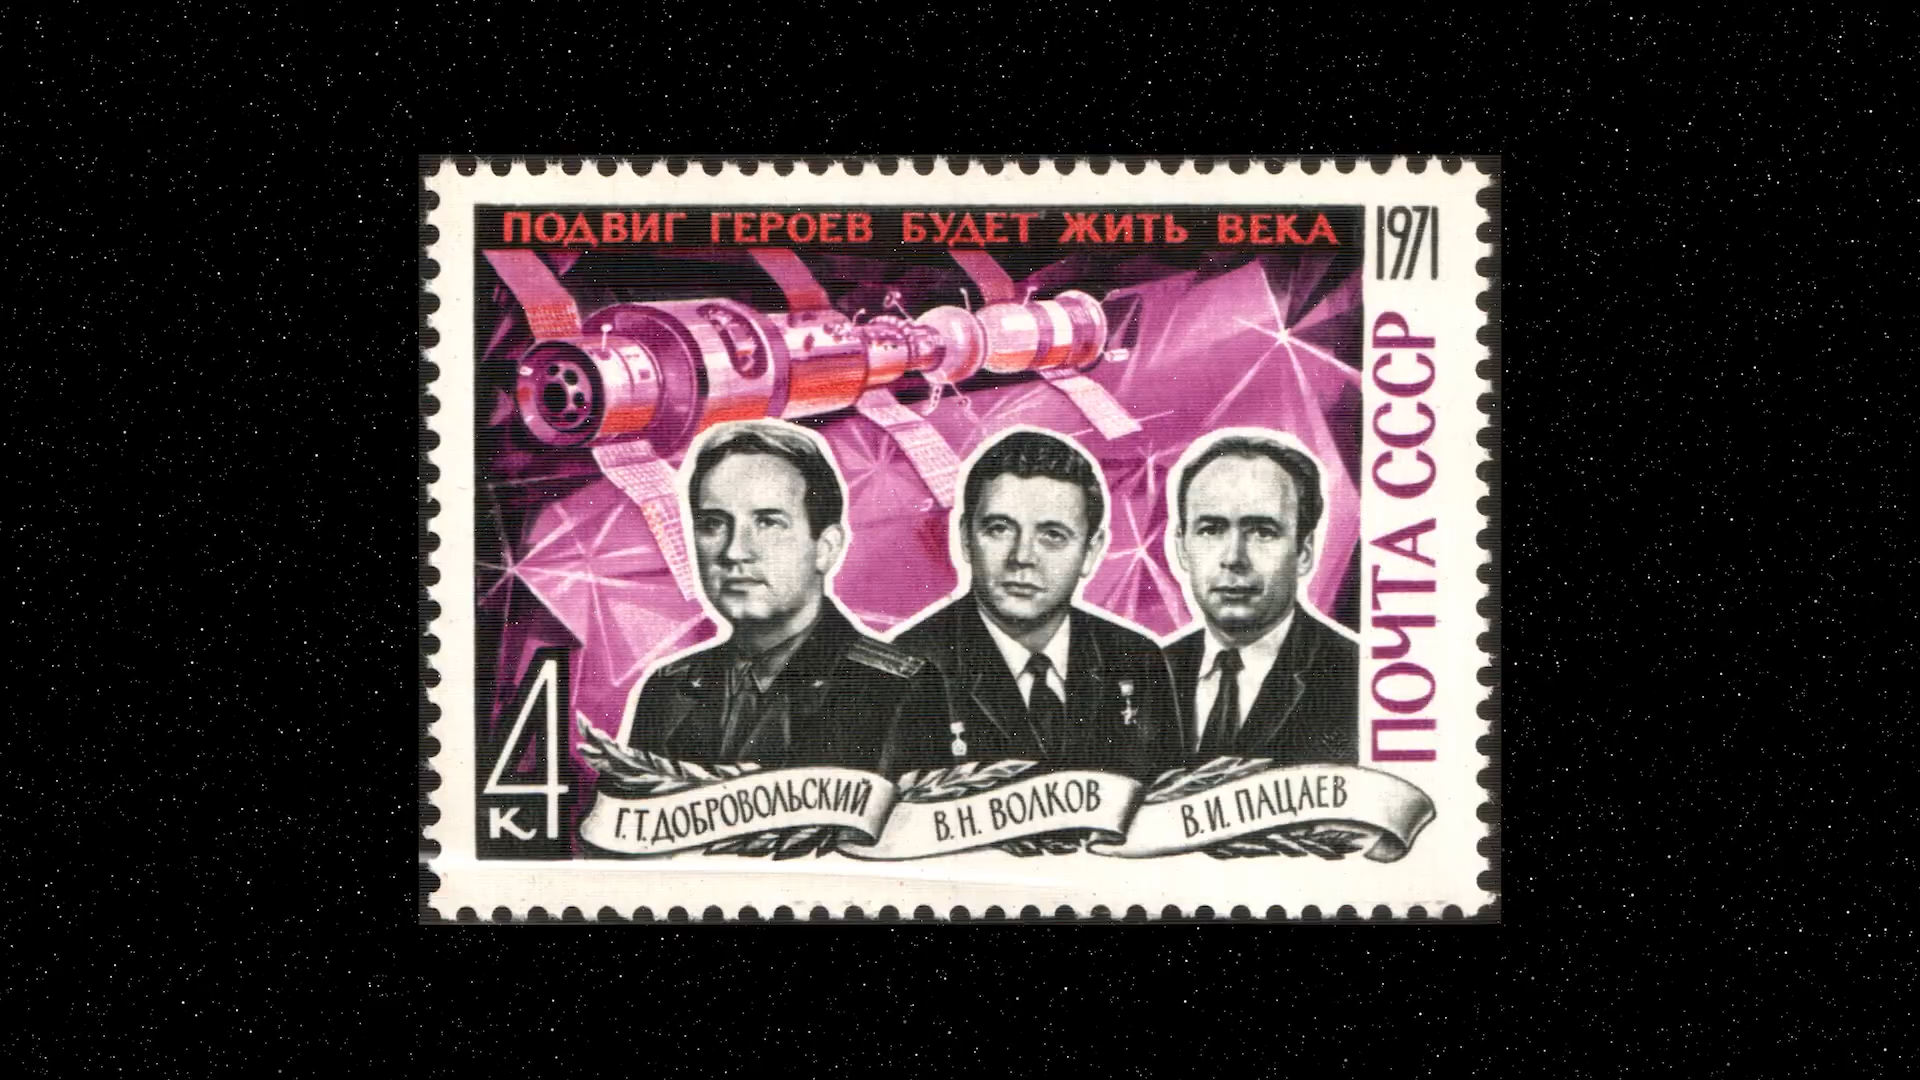 ПОДВИГ ГЕРОЕВ БУДЕТ ЖИТЬ ВЕКА
1971
ПОЧТА СССР
4
к
Г.Т. ДОБРОВОЛЬСКИЙ
В.Н. ВОЛКОВ
В.И. ПАЦАЕВ